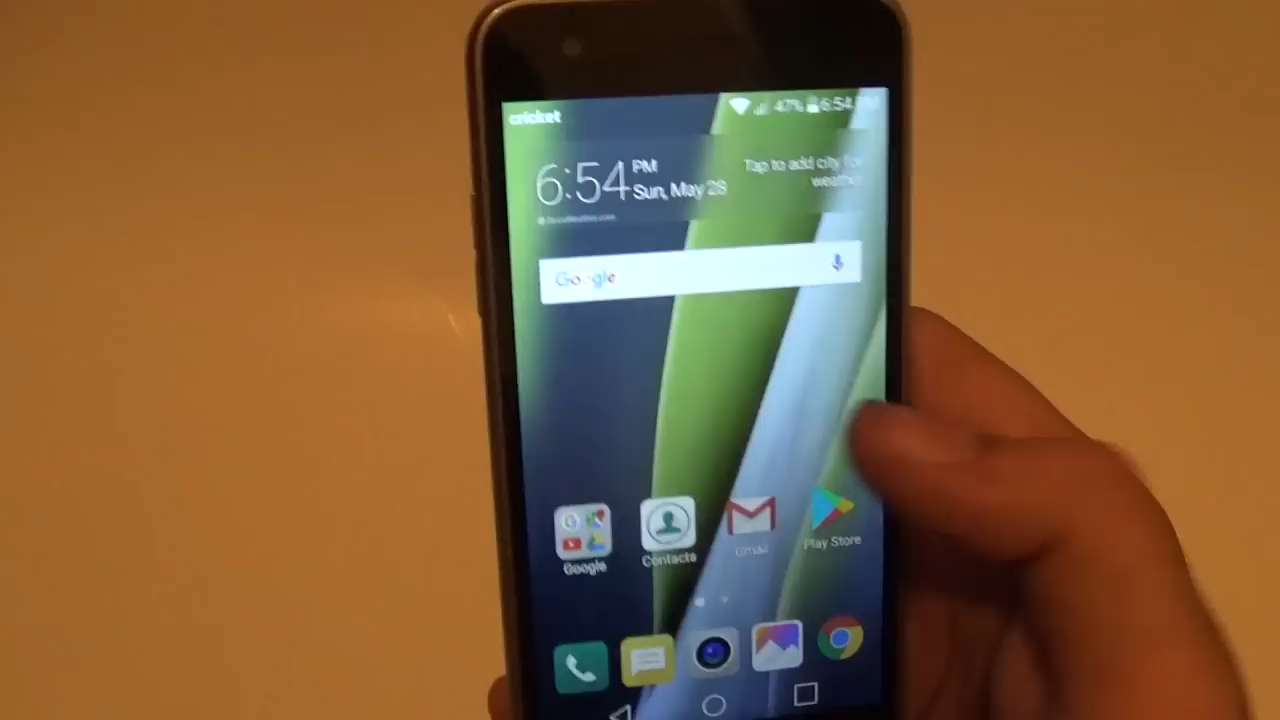 cricket
47% 6:54
6:54 PM
Sun, May 28
Tap to add city for
weather
Google
Google
Contacts
Gmail
Play Store